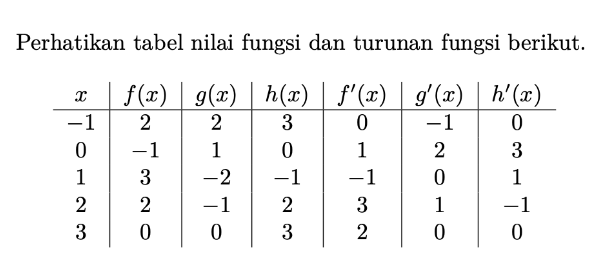 Perhatikan tabel nilai fungsi dan turunan fungsi berikut.
x f(x) g(x) h(x) f′(x) g′(x) h′(x)
−1 2 2 3 0 −1 0
0 −1 1 0 1 2 3
1 3 −2 −1 −1 0 1
2 2 −1 2 3 1 −1
3 0 0 3 2 0 0